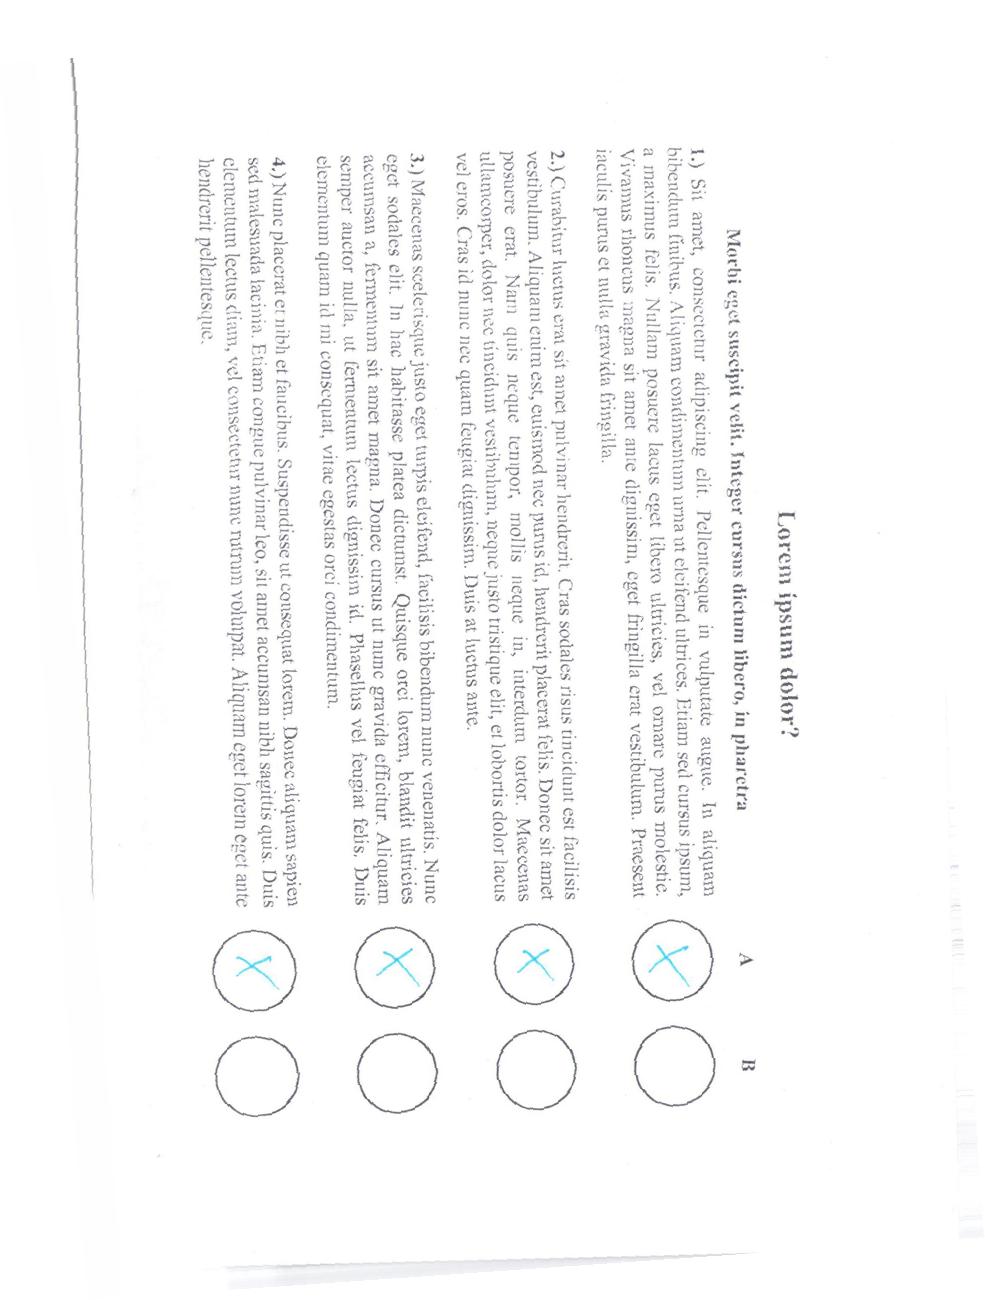 Lorem ipsum dolor?
Morbi eget suscipit velit. Integer cursus dictum libero, in pharetra A B
1.) Sit amet, consectetur adipiscing elit. Pellentesque in vulputate augue. In aliquam
bibendum finibus. Aliquam condimentum urna ut eleifend ultrices. Etiam sed cursus ipsum,
a maximus felis. Nullam posuere lacus eget libero ultricies, vel ornare purus molestie.
Vivamus rhoncus magna sit amet ante dignissim, eget fringilla erat vestibulum. Praesent
iaculis purus et nulla gravida fringilla.
X
2.) Curabitur luctus erat sit amet pulvinar hendrerit. Cras sodales risus tincidunt est facilisis
vestibulum. Aliquam enim est, euismod nec purus id, hendrerit placerat felis. Donec sit amet
posuere erat. Nam quis neque tempor, mollis neque in, interdum tortor. Maecenas
ullamcorper, dolor nec tincidunt vestibulum, neque justo tristique elit, et lobortis dolor lacus
vel eros. Cras id nunc nec quam feugiat dignissim. Duis at luctus ante.
X
3.) Maecenas scelerisque justo eget turpis eleifend, facilisis bibendum nunc venenatis. Nunc
eget sodales elit. In hac habitasse platea dictumst. Quisque orci lorem, blandit ultricies
accumsan a, fermentum sit amet magna. Donec cursus ut nunc gravida efficitur. Aliquam
semper auctor nulla, ut fermentum lectus dignissim id. Phasellus vel feugiat felis. Duis
elementum quam id mi consequat, vitae egestas orci condimentum.
X
4.) Nunc placerat et nibh et faucibus. Suspendisse ut consequat lorem. Donec aliquam sapien
sed malesuada lacinia. Etiam congue pulvinar leo, sit amet accumsan nibh sagittis quis. Duis
elementum lectus diam, vel consectetur nunc rutrum volutpat. Aliquam eget lorem eget ante
hendrerit pellentesque.
X